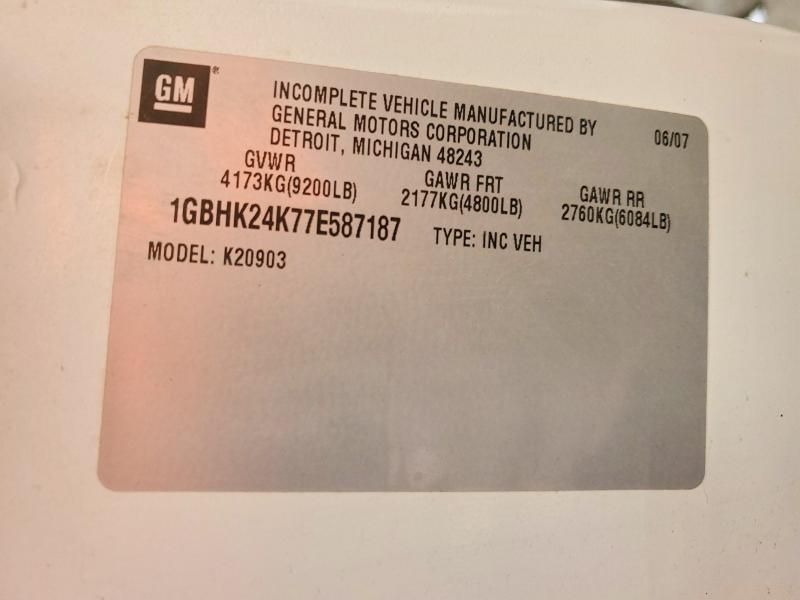 GM®
INCOMPLETE VEHICLE MANUFACTURED BY
GENERAL MOTORS CORPORATION 06/07
DETROIT, MICHIGAN 48243
GVWR GAWR FRT GAWR RR
4173KG(9200LB) 2177KG(4800LB) 2760KG(6084LB)
1GBHK24K77E587187 TYPE: INC VEH
MODEL: K20903